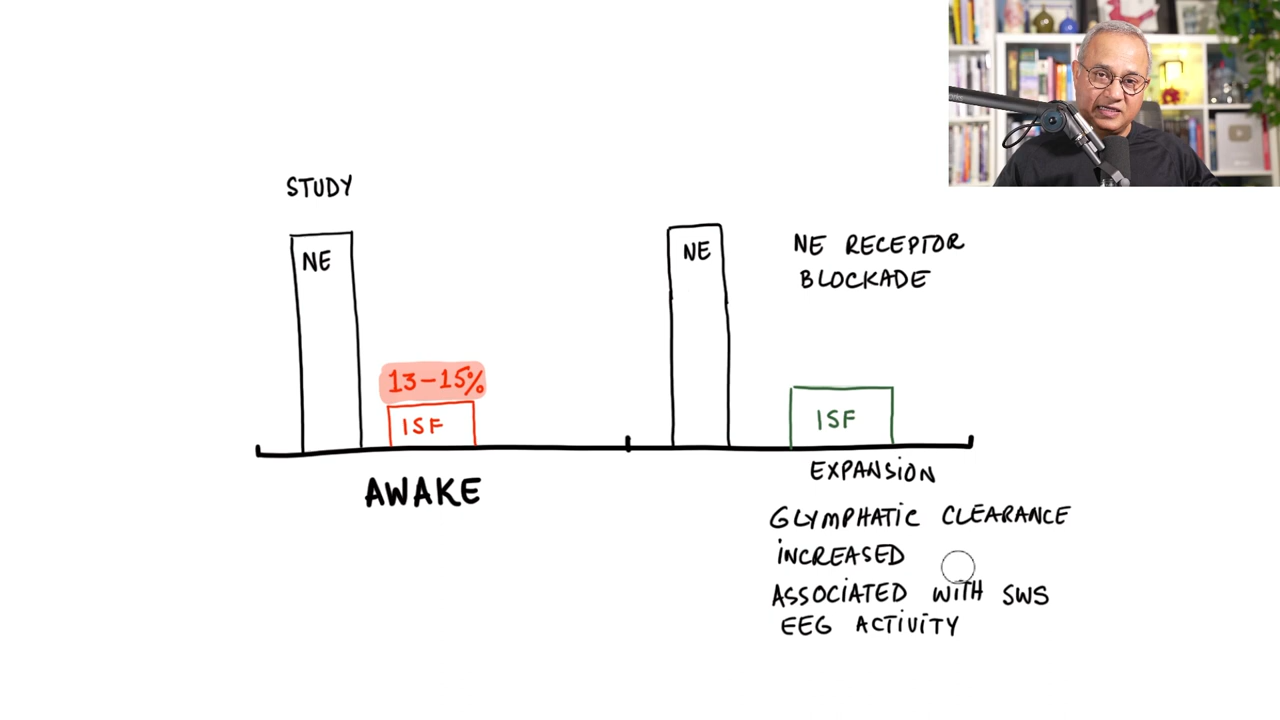 STUDY
NE
13-15%
ISF
AWAKE
NE
NE RECEPTOR
BLOCKADE
ISF
EXPANSION
GLYMPHATIC CLEARANCE
INCREASED
ASSOCIATED WITH SWS
EEG ACTIVITY